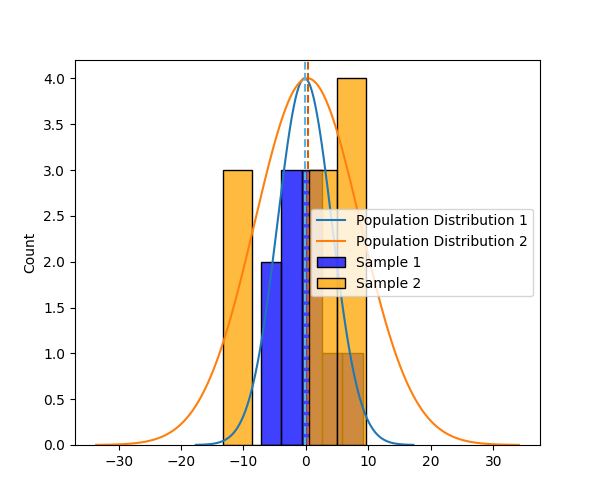 4.0
3.5
3.0
2.5
2.0
1.5
1.0
0.5
0.0
Count
Population Distribution 1
Population Distribution 2
Sample 1
Sample 2
−30 −20 −10 0 10 20 30